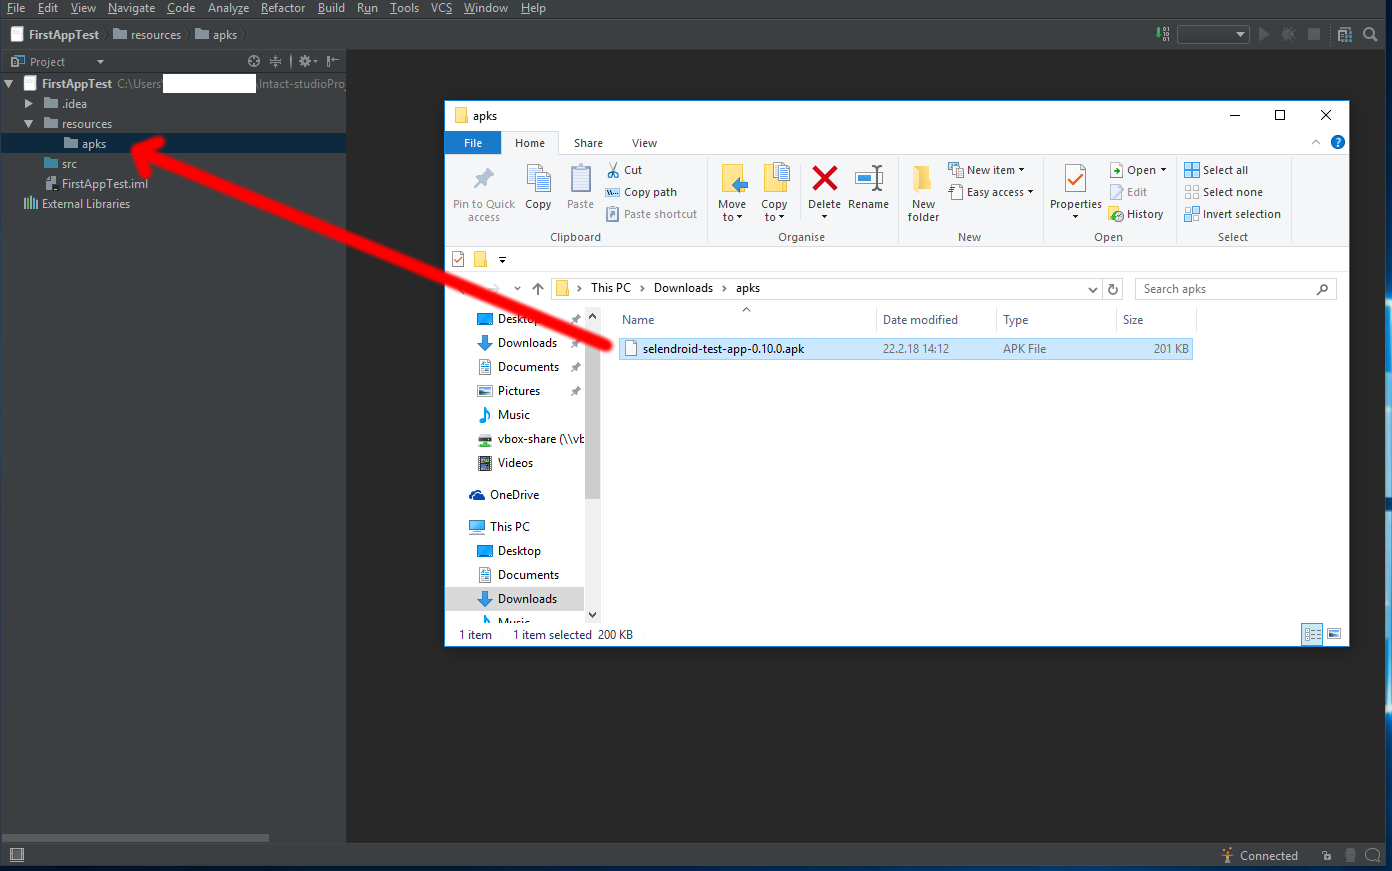 File Edit View Navigate Code Analyze Refactor Build Run Tools VCS Window Help
FirstAppTest resources apks
Project
FirstAppTest C:\Users\ \Intact-studioProj
.idea
resources
apks
src
FirstAppTest.iml
External Libraries
apks
File Home Share View
Pin to Quick access
Copy
Paste
Cut
Copy path
Paste shortcut
Clipboard
Move to
Copy to
Delete
Rename
Organise
New folder
New item
Easy access
New
Properties
Open
Edit
History
Open
Select all
Select none
Invert selection
Select
This PC Downloads apks
Search apks
Name Date modified Type Size
selendroid-test-app-0.10.0.apk 22.2.18 14:12 APK File 201 KB
Desktop
Downloads
Documents
Pictures
Music
vbox-share (\\vb
Videos
OneDrive
This PC
Desktop
Documents
Downloads
Music
1 item 1 item selected 200 KB
Connected